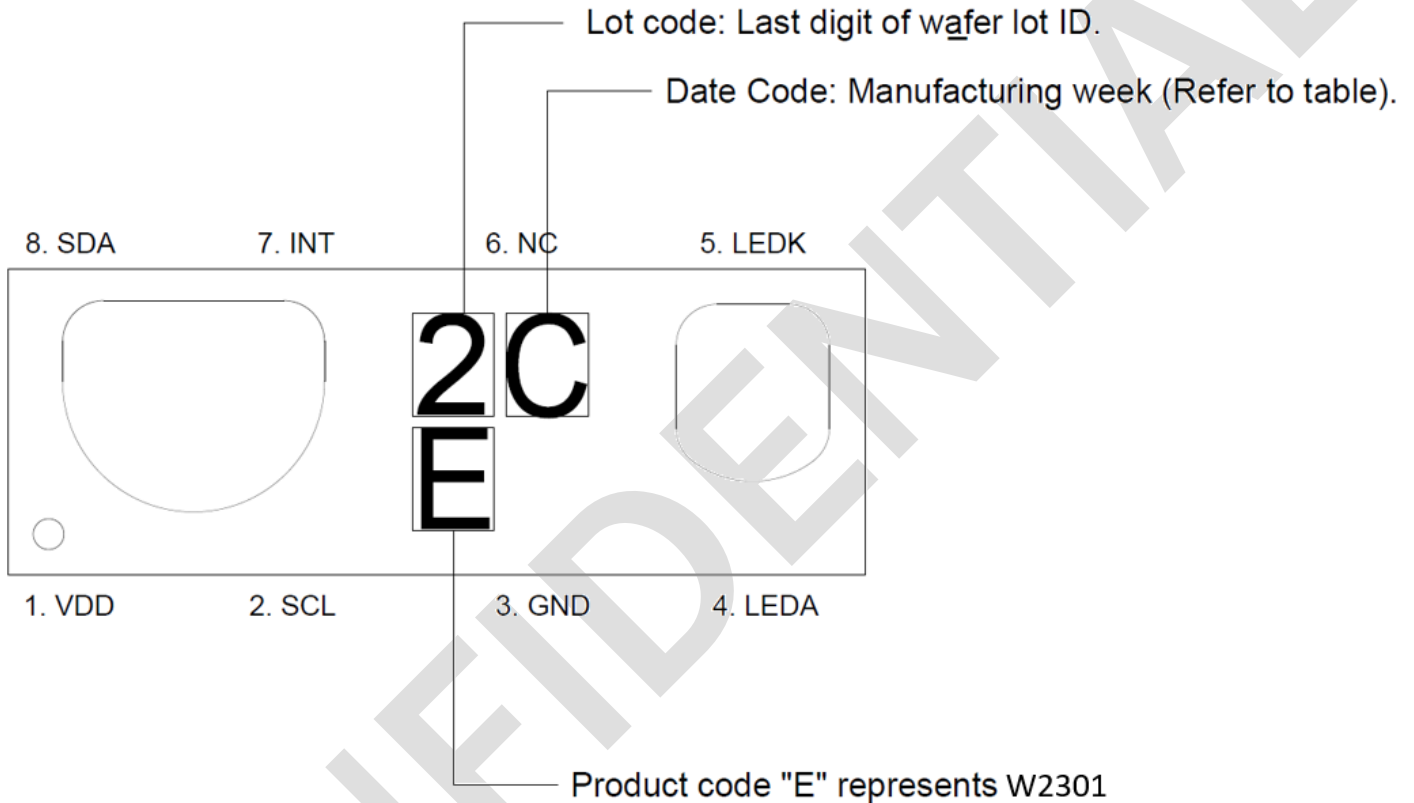 Lot code: Last digit of wafer lot ID.
Date Code: Manufacturing week (Refer to table).
8. SDA 7. INT 6. NC 5. LEDK
2C
E
1. VDD 2. SCL 3. GND 4. LEDA
Product code "E" represents W2301
CONFIDENTIAL